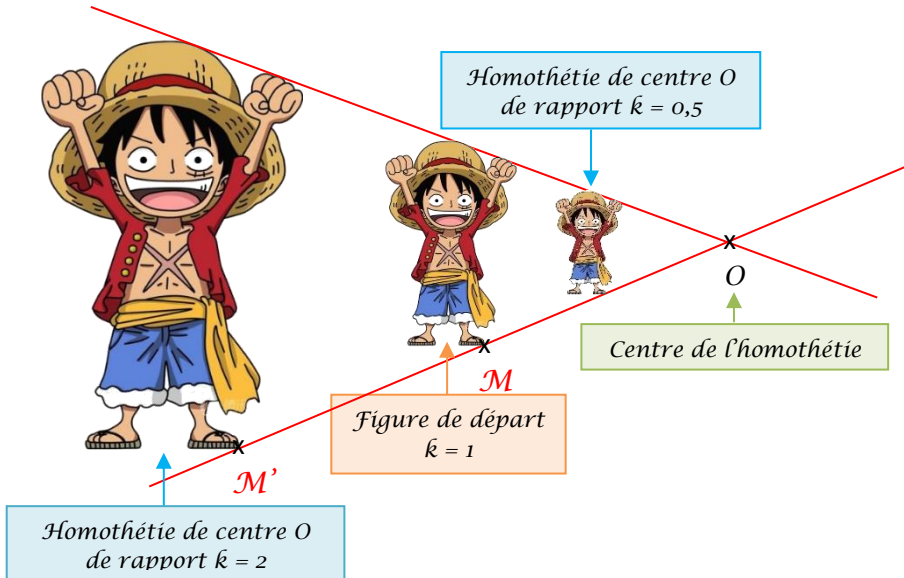 Homothétie de centre O
de rapport k = 0,5
x
O
Centre de l'homothétie
x
M
Figure de départ
k = 1
x
M'
Homothétie de centre O
de rapport k = 2